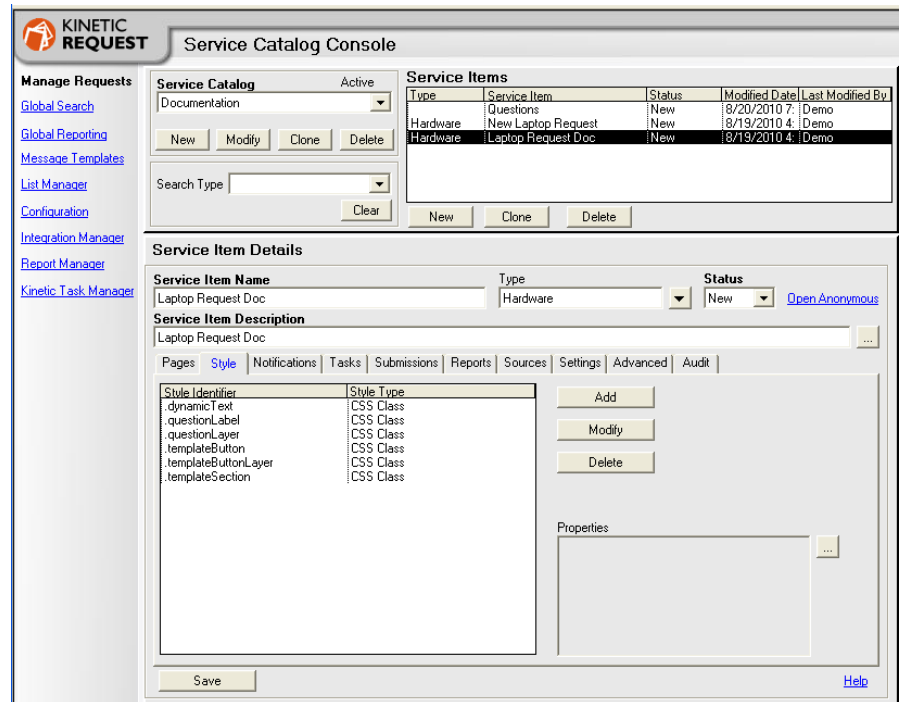 KINETIC
REQUEST
Service Catalog Console
Manage Requests
Global Search
Global Reporting
Message Templates
List Manager
Configuration
Integration Manager
Report Manager
Kinetic Task Manager
Service Catalog Active
Documentation
New Modify Clone Delete
Search Type
Clear
Service Items
Type Service Item Status Modified Date Last Modified By
Questions New 8/20/2010 7: Demo
Hardware New Laptop Request New 8/19/2010 4: Demo
Hardware Laptop Request Doc New 8/19/2010 4: Demo
New Clone Delete
Service Item Details
Service Item Name Type Status
Laptop Request Doc Hardware New Open Anonymous
Service Item Description
Laptop Request Doc ...
Pages Style Notifications Tasks Submissions Reports Sources Settings Advanced Audit
Style Identifier Style Type
.dynamicText CSS Class
.questionLabel CSS Class
.questionLayer CSS Class
.templateButton CSS Class
.templateButtonLayer CSS Class
.templateSection CSS Class
Add
Modify
Delete
Properties
...
Save Help